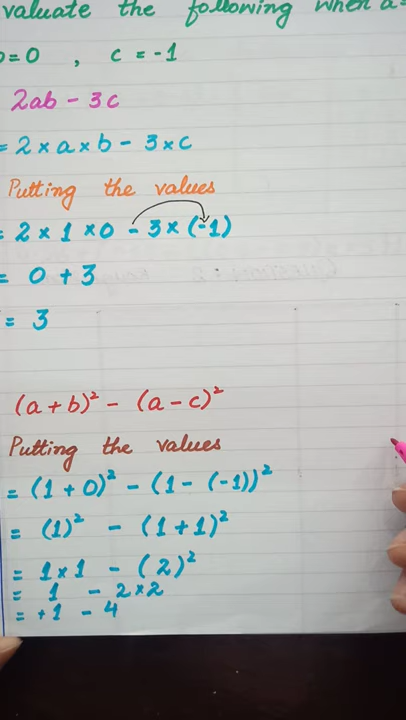 valuate the following when a=
b=0 , c = -1
2ab - 3c
= 2 × a × b - 3 × c
Putting the values
= 2 × 1 × 0 - 3 × (-1)
= 0 + 3
= 3
(a + b)² - (a - c)²
Putting the values
= (1 + 0)² - (1 - (-1))²
= (1)² - (1 + 1)²
= 1×1 - (2)²
= 1 - 2×2
= +1 - 4